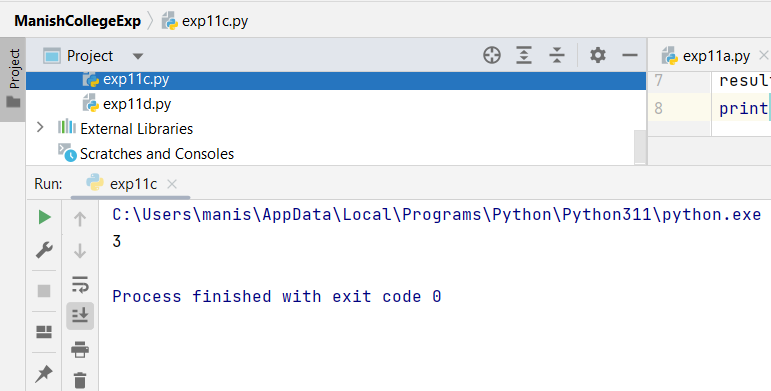 ManishCollegeExp exp11c.py
Project
Project
exp11c.py
exp11d.py
External Libraries
Scratches and Consoles
exp11a.py
7 resul
8 print
Run: exp11c
C:\Users\manis\AppData\Local\Programs\Python\Python311\python.exe
3
Process finished with exit code 0